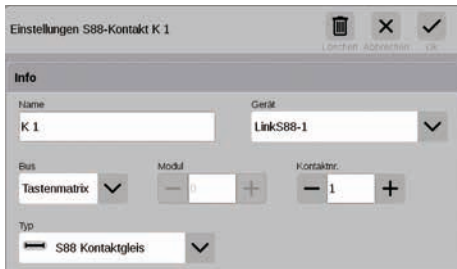 Einstellungen S88-Kontakt K 1
Löschen Abbrechen Ok
Info
Name Gerät
K 1 LinkS88-1
Bus Modul Kontaktnr.
Tastenmatrix 0 1
Typ
S88 Kontaktgleis